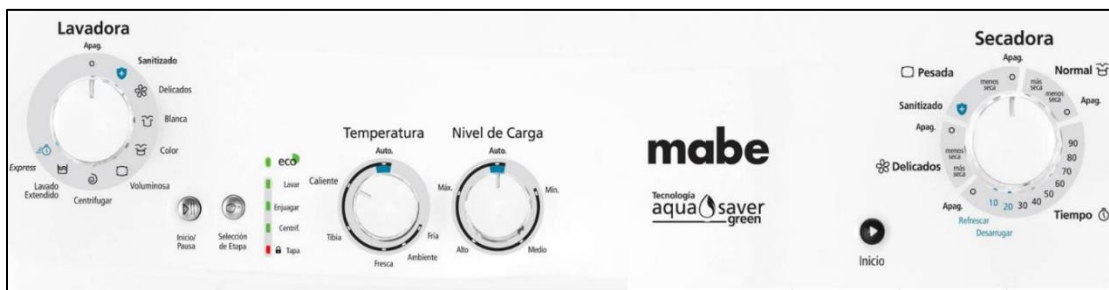 Lavadora
Apag.
Sanitizado
Delicados
Blanca
Color
Voluminosa
Centrifugar
Lavado
Extendido
Express
Inicio/
Pausa
Selección
de Etapa
eco
Lavar
Enjuagar
Centrif.
Tapa
Temperatura
Auto.
Caliente
Tibia
Fresca
Ambiente
Fría
Nivel de Carga
Auto.
Máx.
Mín.
Alto
Medio
mabe
Tecnología
aqua saver
green
Secadora
Apag.
Pesada
menos
seca
más
seca
Normal
menos
seca
Apag.
Sanitizado
Apag.
menos
seca
Delicados
más
seca
Apag.
10 20 30 40 50 60 70 80 90
Refrescar
Desarrugar
Tiempo
Inicio